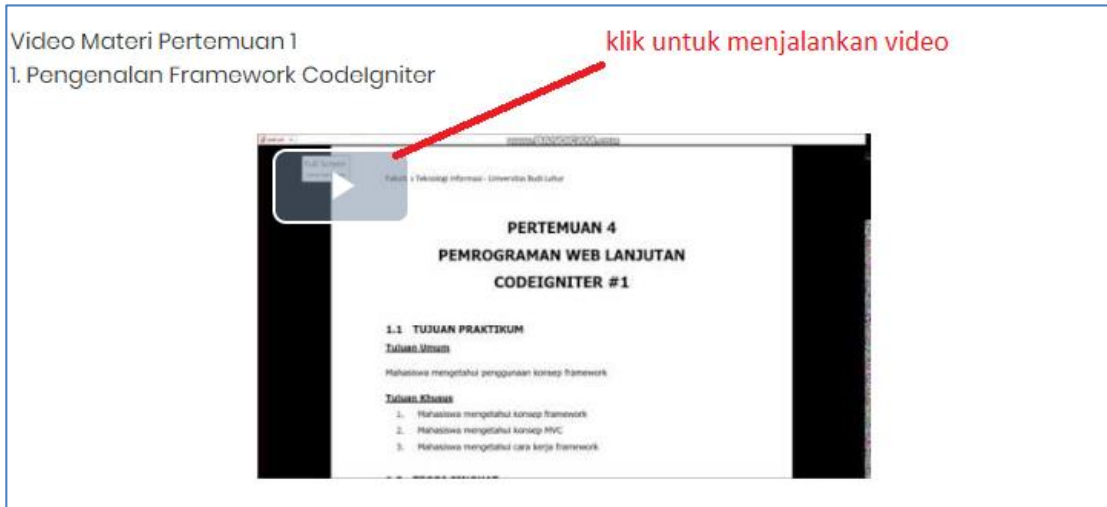 Video Materi Pertemuan 1
klik untuk menjalankan video
1. Pengenalan Framework CodeIgniter
Full Screen
Teknologi Informasi - Universitas Budi Luhur
PERTEMUAN 4
PEMROGRAMAN WEB LANJUTAN
CODEIGNITER #1
1.1 TUJUAN PRAKTIKUM
Tujuan Umum
Mahasiswa mengetahui penggunaan konsep framework
Tujuan Khusus
1. Mahasiswa mengetahui konsep framework
2. Mahasiswa mengetahui konsep MVC
3. Mahasiswa mengetahui cara kerja framework